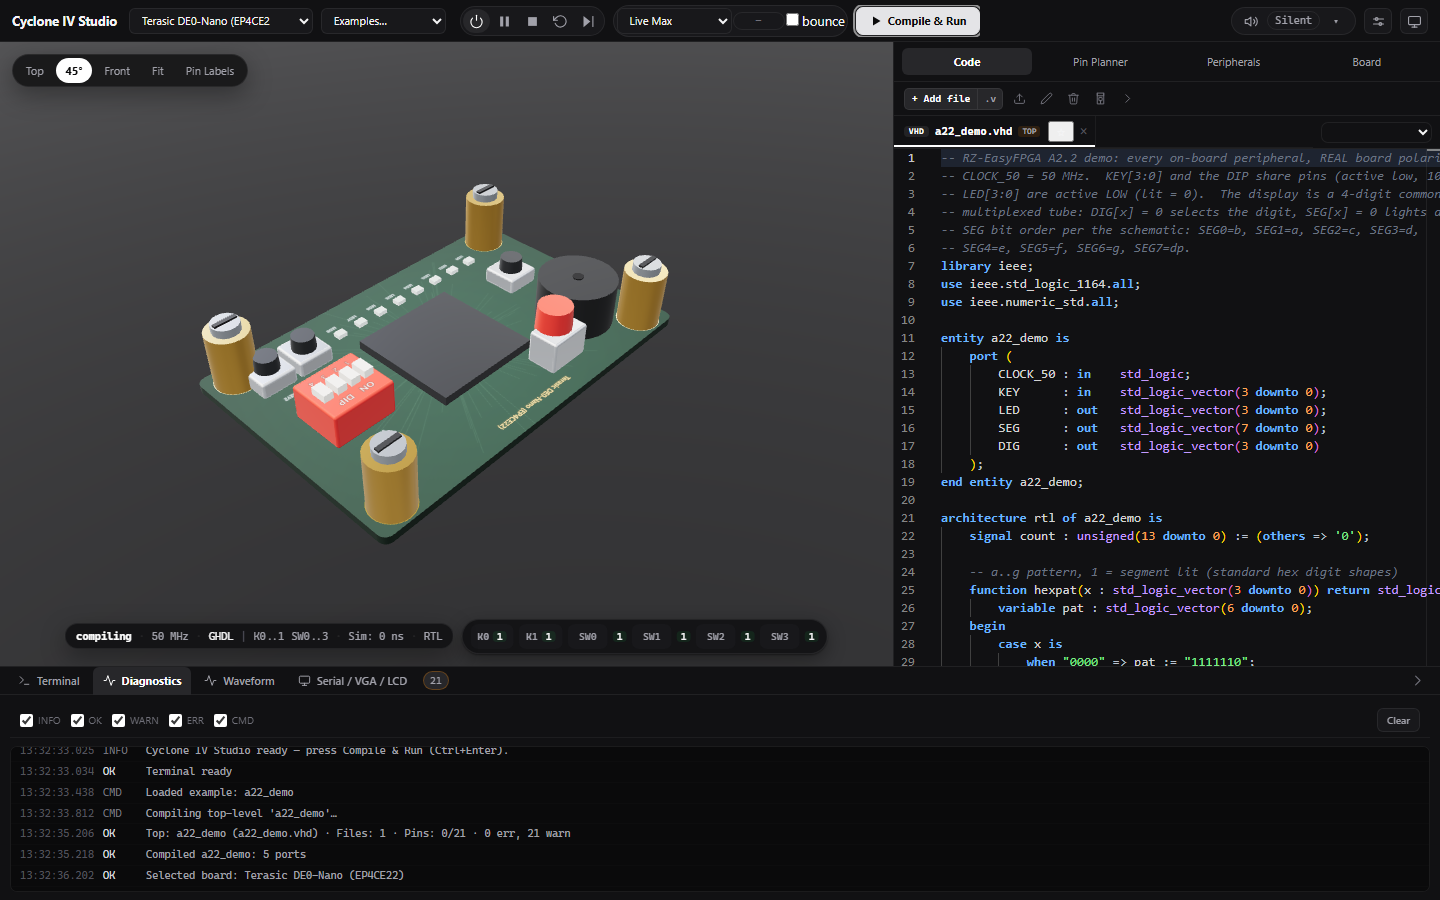 Cyclone IV Studio
Terasic DE0-Nano (EP4CE2
Examples...
Live Max
–
bounce
Compile & Run
Silent
Top
45°
Front
Fit
Pin Labels
Terasic DE0-Nano (EP4CE22)
ON
DIP
compiling · 50 MHz · GHDL | K0..1 SW0..3 · Sim: 0 ns · RTL
K0 1
K1 1
SW0 1
SW1 1
SW2 1
SW3 1
Code
Pin Planner
Peripherals
Board
+ Add file
.v
VHD a22_demo.vhd TOP ×
1 -- RZ-EasyFPGA A2.2 demo: every on-board peripheral, REAL board polari
2 -- CLOCK_50 = 50 MHz.  KEY[3:0] and the DIP share pins (active low, 10
3 -- LED[3:0] are active LOW (lit = 0).  The display is a 4-digit common
4 -- multiplexed tube: DIG[x] = 0 selects the digit, SEG[x] = 0 lights a
5 -- SEG bit order per the schematic: SEG0=b, SEG1=a, SEG2=c, SEG3=d,
6 -- SEG4=e, SEG5=f, SEG6=g, SEG7=dp.
7 library ieee;
8 use ieee.std_logic_1164.all;
9 use ieee.numeric_std.all;
10
11 entity a22_demo is
12 port (
13 CLOCK_50 : in std_logic;
14 KEY : in std_logic_vector(3 downto 0);
15 LED : out std_logic_vector(3 downto 0);
16 SEG : out std_logic_vector(7 downto 0);
17 DIG : out std_logic_vector(3 downto 0)
18 );
19 end entity a22_demo;
20
21 architecture rtl of a22_demo is
22 signal count : unsigned(13 downto 0) := (others => '0');
23
24 -- a..g pattern, 1 = segment lit (standard hex digit shapes)
25 function hexpat(x : std_logic_vector(3 downto 0)) return std_logic
26 variable pat : std_logic_vector(6 downto 0);
27 begin
28 case x is
29 when "0000" => pat := "1111110";
Terminal
Diagnostics
Waveform
Serial / VGA / LCD
21
INFO
OK
WARN
ERR
CMD
Clear
13:32:33.025 INFO Cyclone IV Studio ready — press Compile & Run (Ctrl+Enter).
13:32:33.034 OK Terminal ready
13:32:33.438 CMD Loaded example: a22_demo
13:32:33.812 CMD Compiling top-level 'a22_demo'…
13:32:35.206 OK Top: a22_demo (a22_demo.vhd) · Files: 1 · Pins: 0/21 · 0 err, 21 warn
13:32:35.218 OK Compiled a22_demo: 5 ports
13:32:36.202 OK Selected board: Terasic DE0-Nano (EP4CE22)